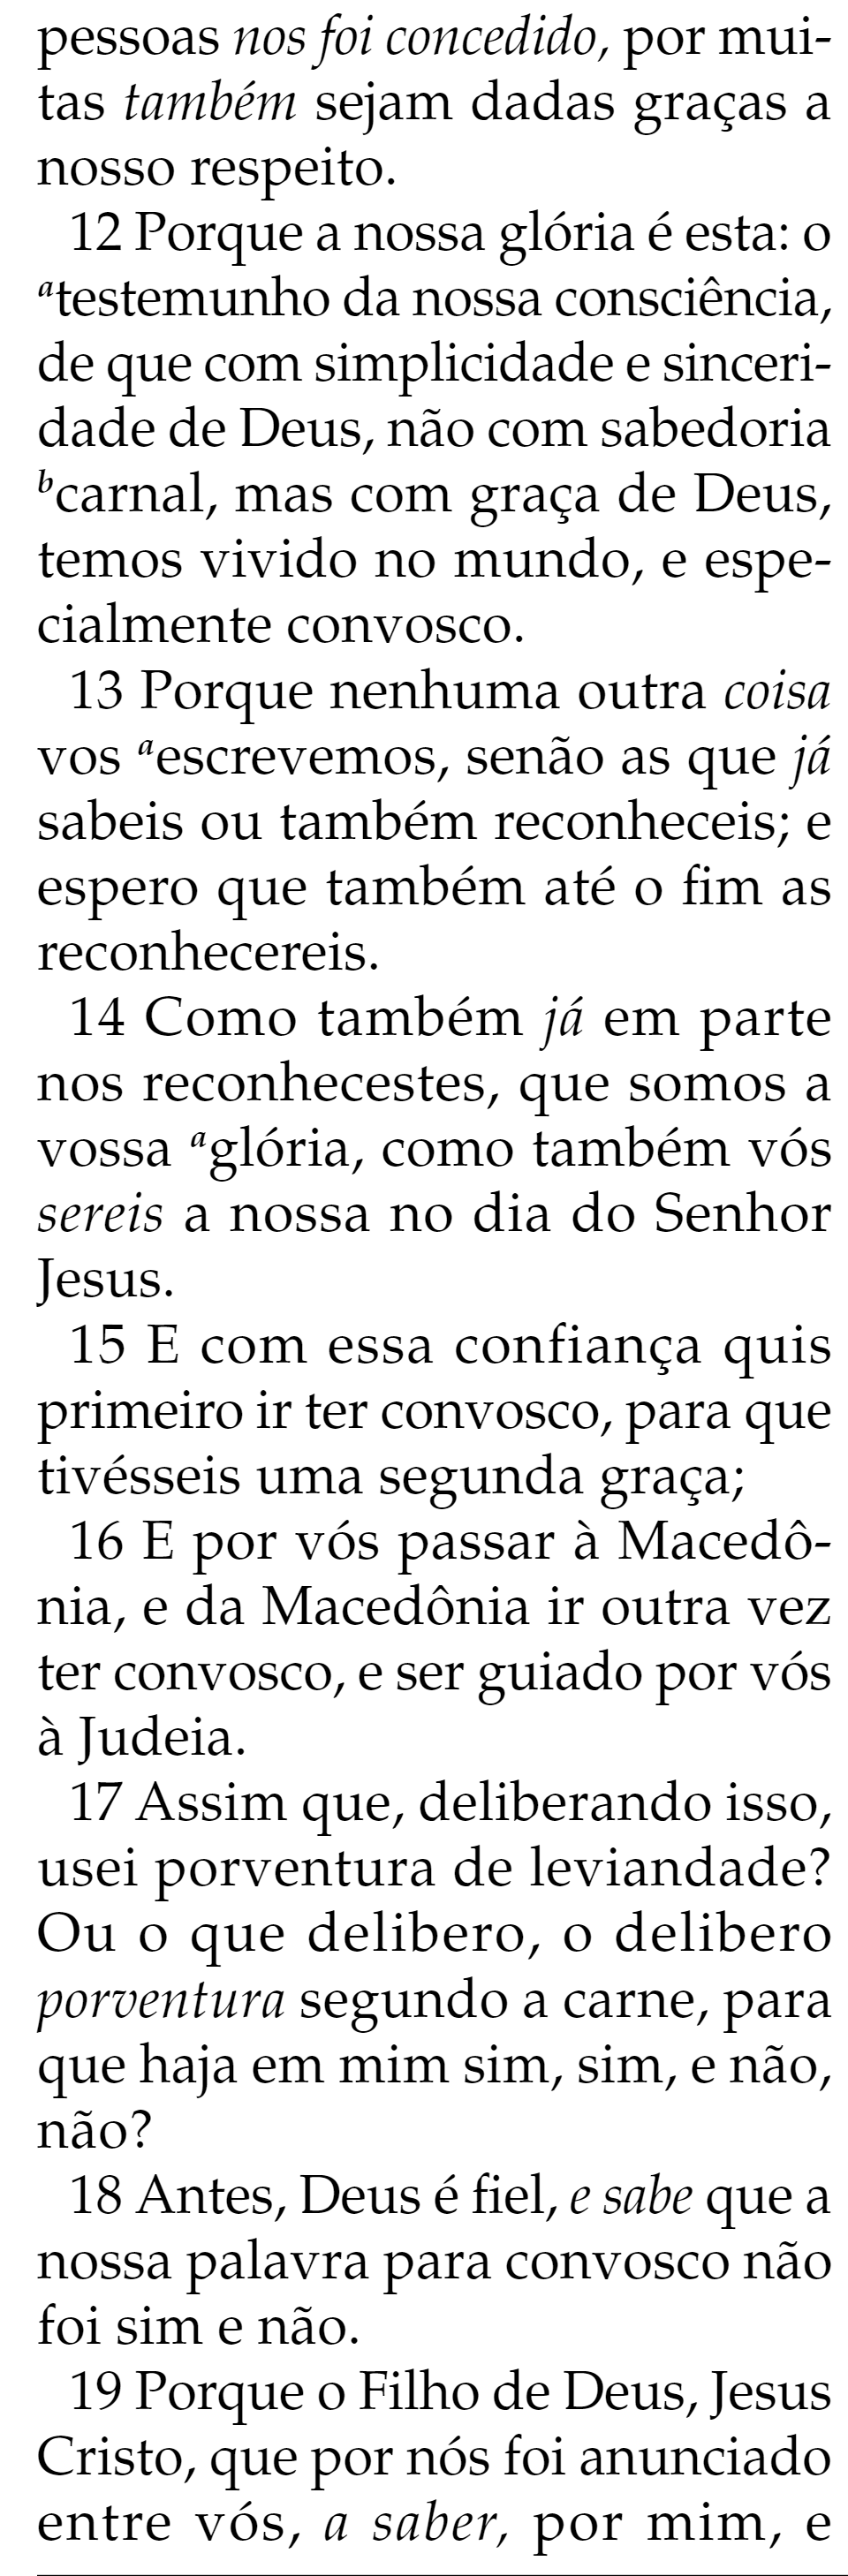 pessoas nos foi concedido, por mui-
tas também sejam dadas graças a
nosso respeito.
12 Porque a nossa glória é esta: o
atestemunho da nossa consciência,
de que com simplicidade e sinceri-
dade de Deus, não com sabedoria
bcarnal, mas com graça de Deus,
temos vivido no mundo, e espe-
cialmente convosco.
13 Porque nenhuma outra coisa
vos aescrevemos, senão as que já
sabeis ou também reconheceis; e
espero que também até o fim as
reconhecereis.
14 Como também já em parte
nos reconhecestes, que somos a
vossa aglória, como também vós
sereis a nossa no dia do Senhor
Jesus.
15 E com essa confiança quis
primeiro ir ter convosco, para que
tivésseis uma segunda graça;
16 E por vós passar à Macedô-
nia, e da Macedônia ir outra vez
ter convosco, e ser guiado por vós
à Judeia.
17 Assim que, deliberando isso,
usei porventura de leviandade?
Ou o que delibero, o delibero
porventura segundo a carne, para
que haja em mim sim, sim, e não,
não?
18 Antes, Deus é fiel, e sabe que a
nossa palavra para convosco não
foi sim e não.
19 Porque o Filho de Deus, Jesus
Cristo, que por nós foi anunciado
entre vós, a saber, por mim, e